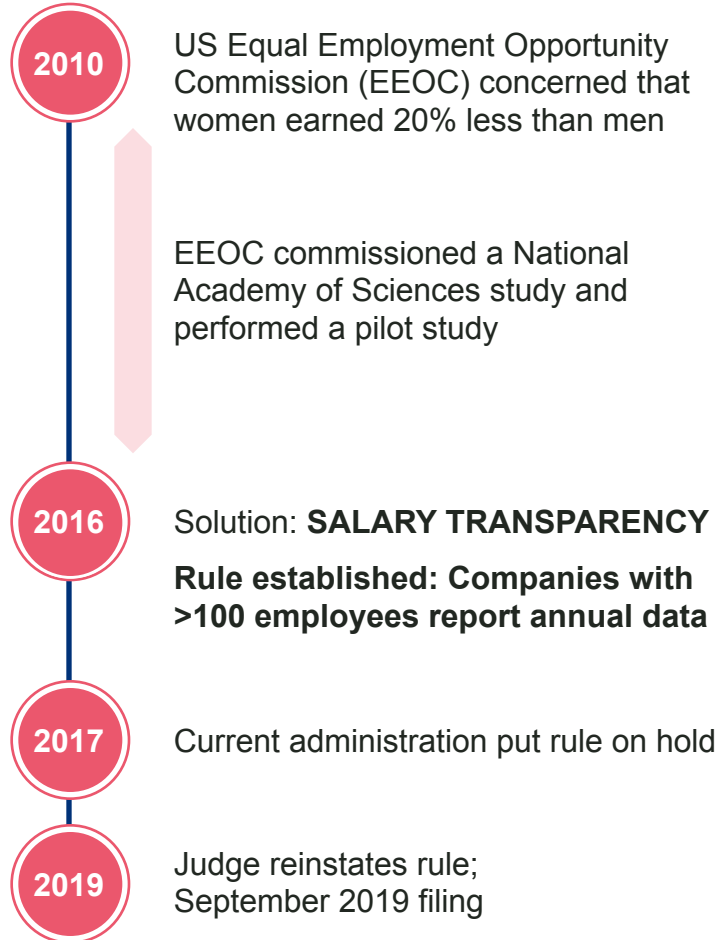 2010
US Equal Employment Opportunity
Commission (EEOC) concerned that
women earned 20% less than men
EEOC commissioned a National
Academy of Sciences study and
performed a pilot study
2016
Solution: SALARY TRANSPARENCY
Rule established: Companies with
>100 employees report annual data
2017
Current administration put rule on hold
2019
Judge reinstates rule;
September 2019 filing